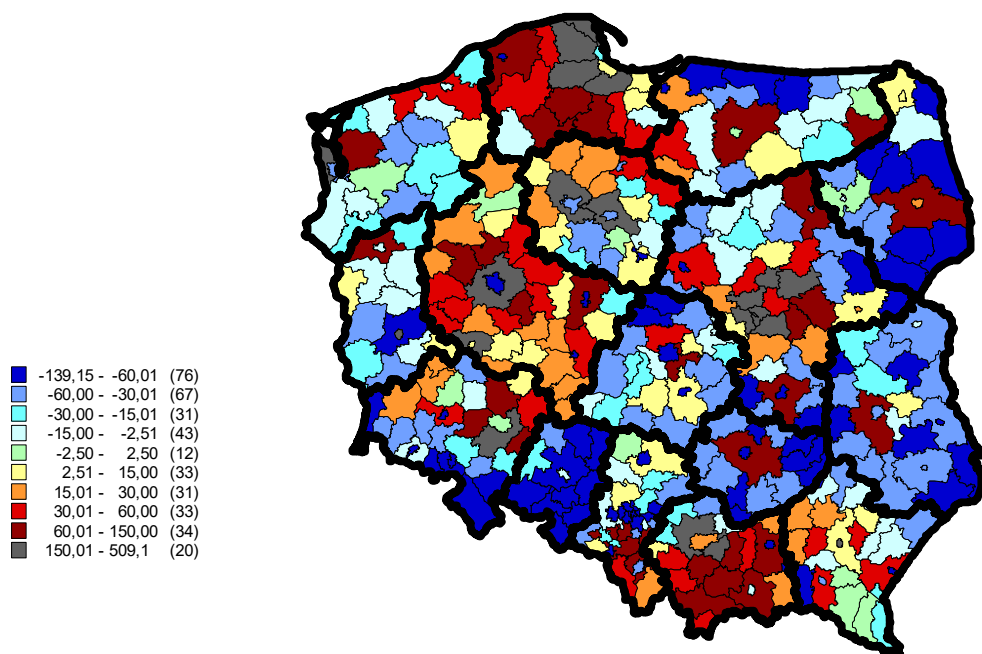 -139,15 - -60,01 (76)
-60,00 - -30,01 (67)
-30,00 - -15,01 (31)
-15,00 - -2,51 (43)
-2,50 - 2,50 (12)
2,51 - 15,00 (33)
15,01 - 30,00 (31)
30,01 - 60,00 (33)
60,01 - 150,00 (34)
150,01 - 509,1 (20)